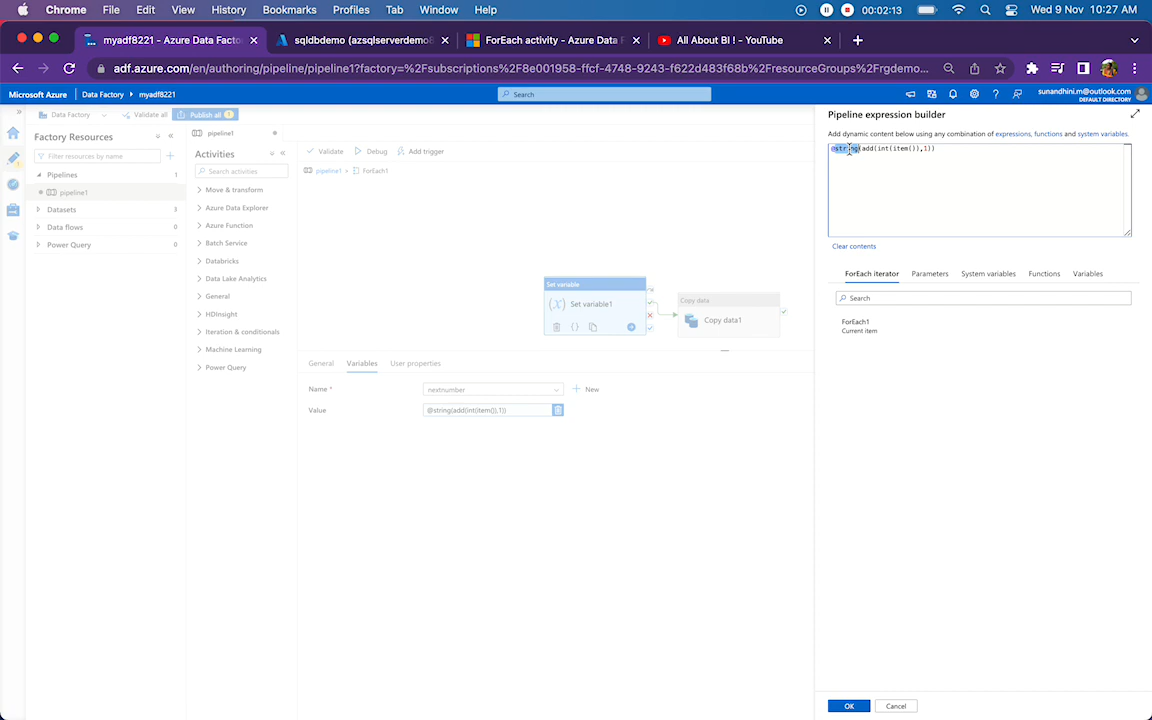 Chrome File Edit View History Bookmarks Profiles Tab View Window Help 00:02:13 Wed 9 Nov 10:27 AM
myadf8221 - Azure Data Facto sqldbdemo (azsqlserverdemo8 ForEach activity - Azure Data F All About BI ! - YouTube
adf.azure.com/en/authoring/pipeline/pipeline1?factory=%2Fsubscriptions%2F8e001958-ffcf-4748-9243-f622d483f68b%2FresourceGroups%2Frgdemo...
Microsoft Azure Data Factory myadf8221 Search sunandhini.m@outlook.com
DEFAULT DIRECTORY
Data Factory Validate all Publish all 1
Factory Resources
Filter resources by name
Pipelines 1
pipeline1
Datasets 3
Data flows 0
Power Query 0
pipeline1
Activities
Search activities
Move & transform
Azure Data Explorer
Azure Function
Batch Service
Databricks
Data Lake Analytics
General
HDInsight
Iteration & conditionals
Machine Learning
Power Query
Validate Debug Add trigger
pipeline1 > ForEach1
Set variable
Set variable1
Copy data
Copy data1
General Variables User properties
Name * nextnumber New
Value @string(add(int(item()),1))
Pipeline expression builder
Add dynamic content below using any combination of expressions, functions and system variables.
@string(add(int(item()),1))
Clear contents
ForEach iterator Parameters System variables Functions Variables
Search
ForEach1
Current item
OK Cancel